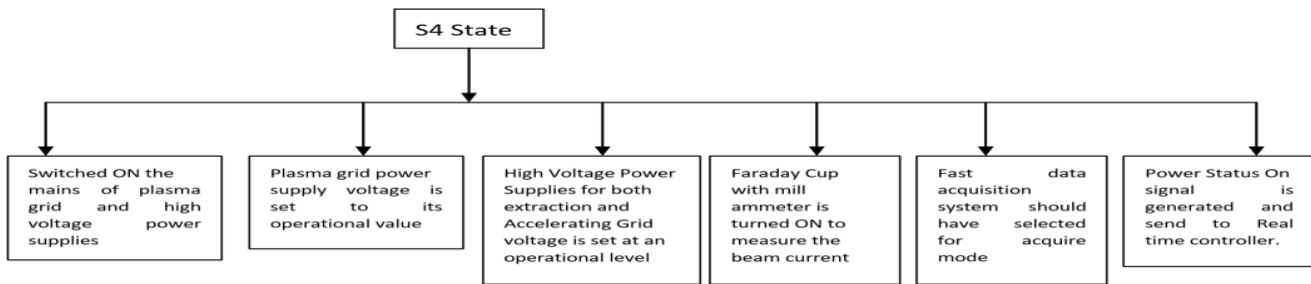 S4 State
Switched ON the
mains of plasma
grid and high
voltage power
supplies
Plasma grid power
supply voltage is
set to its
operational value
High Voltage Power
Supplies for both
extraction and
Accelerating Grid
voltage is set at an
operational level
Faraday Cup
with mill
ammeter is
turned ON to
measure the
beam current
Fast data
acquisition
system should
have selected
for acquire
mode
Power Status On
signal is
generated and
send to Real
time controller.